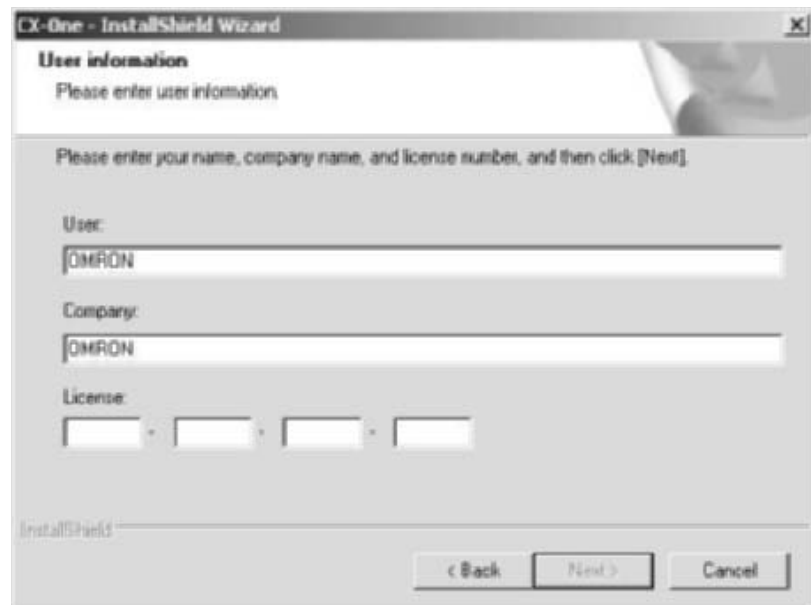 CX-One - InstallShield Wizard
User information
Please enter user information.
Please enter your name, company name, and license number, and then click [Next].
User:
OMRON
Company:
OMRON
License:
- - -
InstallShield
< Back Next > Cancel